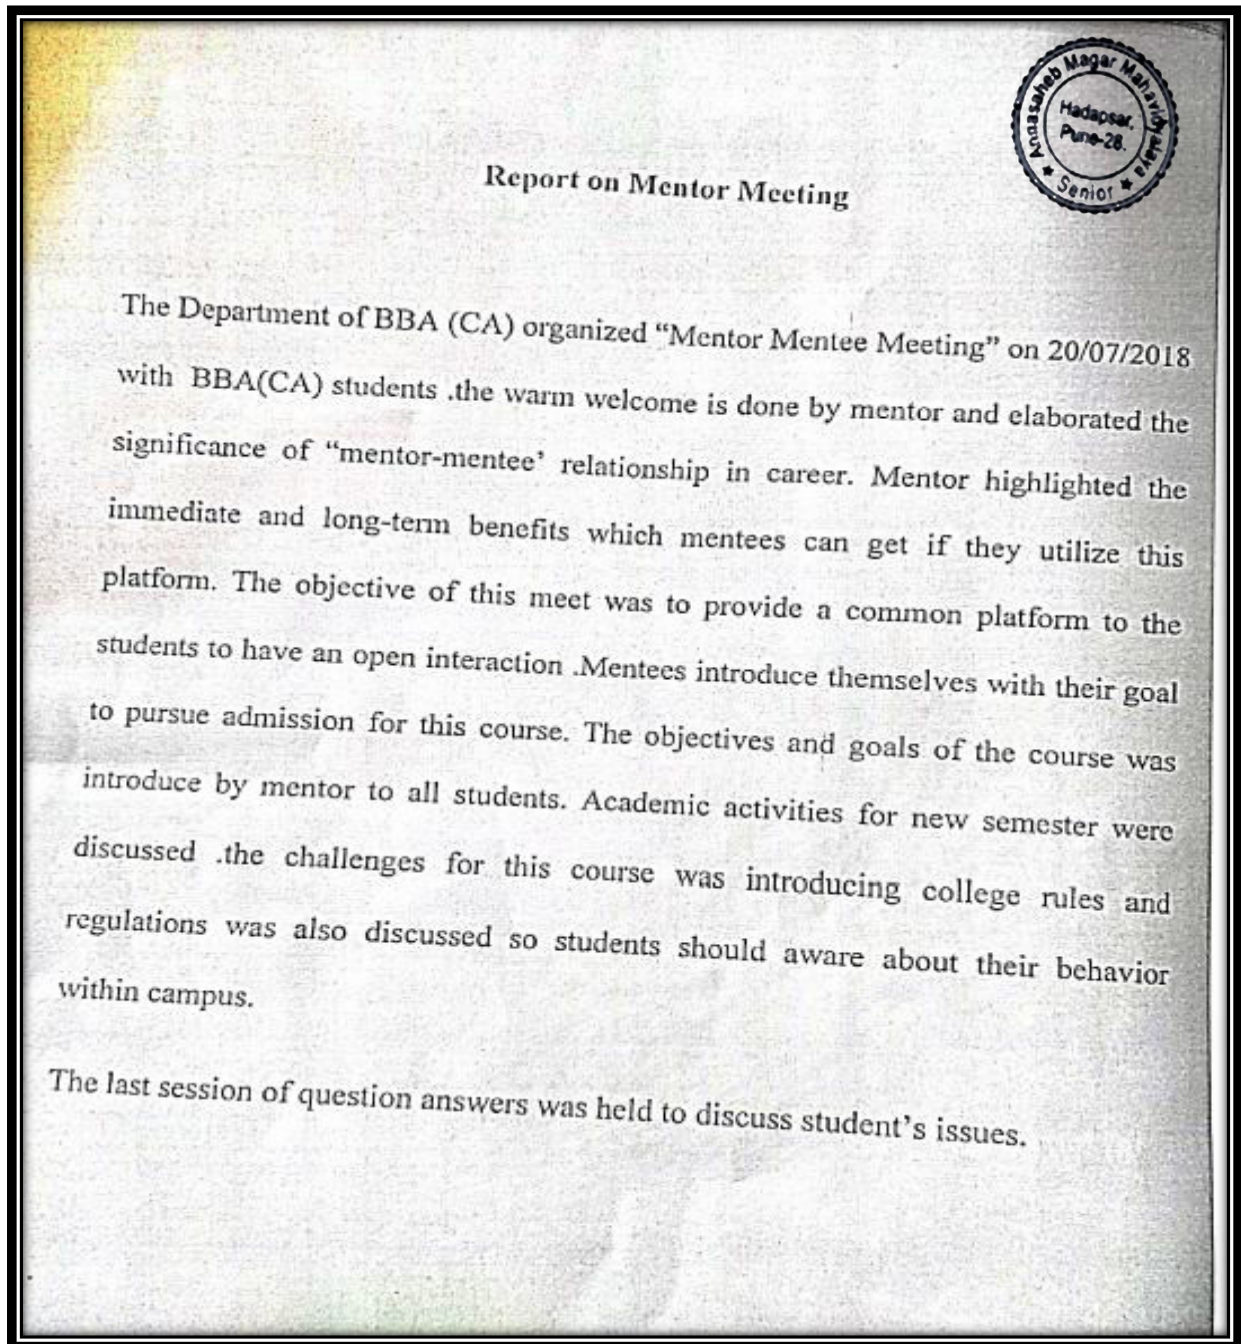 Annasaheb Magar Mahavidyalaya
Hadapsar,
Pune-28.
★ Senior ★
Report on Mentor Meeting
The Department of BBA (CA) organized “Mentor Mentee Meeting” on 20/07/2018
with BBA(CA) students .the warm welcome is done by mentor and elaborated the
significance of “mentor-mentee’ relationship in career. Mentor highlighted the
immediate and long-term benefits which mentees can get if they utilize this
platform. The objective of this meet was to provide a common platform to the
students to have an open interaction .Mentees introduce themselves with their goal
to pursue admission for this course. The objectives and goals of the course was
introduce by mentor to all students. Academic activities for new semester were
discussed .the challenges for this course was introducing college rules and
regulations was also discussed so students should aware about their behavior
within campus.
The last session of question answers was held to discuss student’s issues.